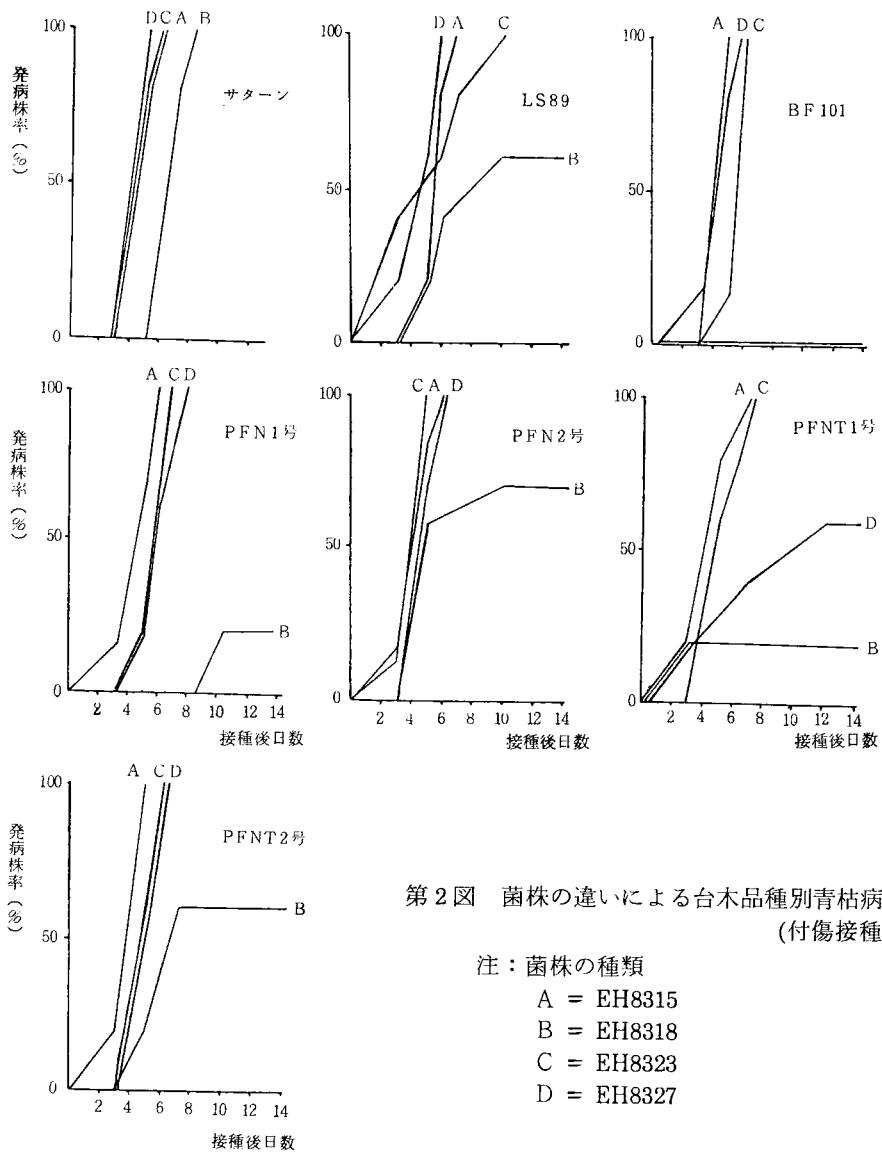 D C A B
D A C
A D C
100
50
0
発病株率(%)
サターン
100
50
0
LS89
B
100
50
0
BF101
A C D
C A D
A C
100
50
0
発病株率(%)
PFN1号
B
2 4 6 8 10 12 14
接種後日数
100
50
0
PFN2号
B
2 4 6 8 10 12 14
接種後日数
100
50
0
PFNT1号
D
B
2 4 6 8 10 12 14
接種後日数
A C D
100
50
0
発病株率(%)
PFNT2号
B
2 4 6 8 10 12 14
接種後日数
第2図 菌株の違いによる台木品種別青枯病
(付傷接種
注:菌株の種類
A = EH8315
B = EH8318
C = EH8323
D = EH8327